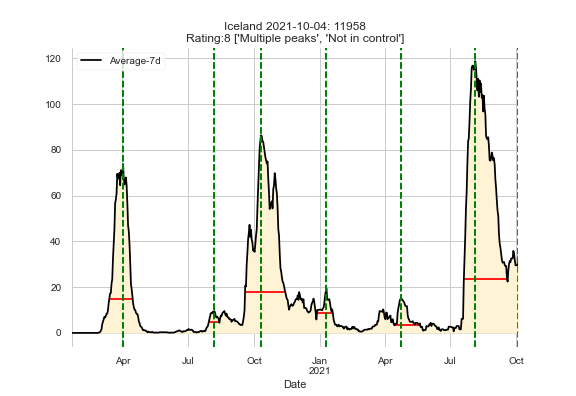 Iceland 2021-10-04: 11958
Rating:8 ['Multiple peaks', 'Not in control']
Average-7d
120
100
80
60
40
20
0
Apr Jul Oct Jan Apr Jul Oct
2021
Date